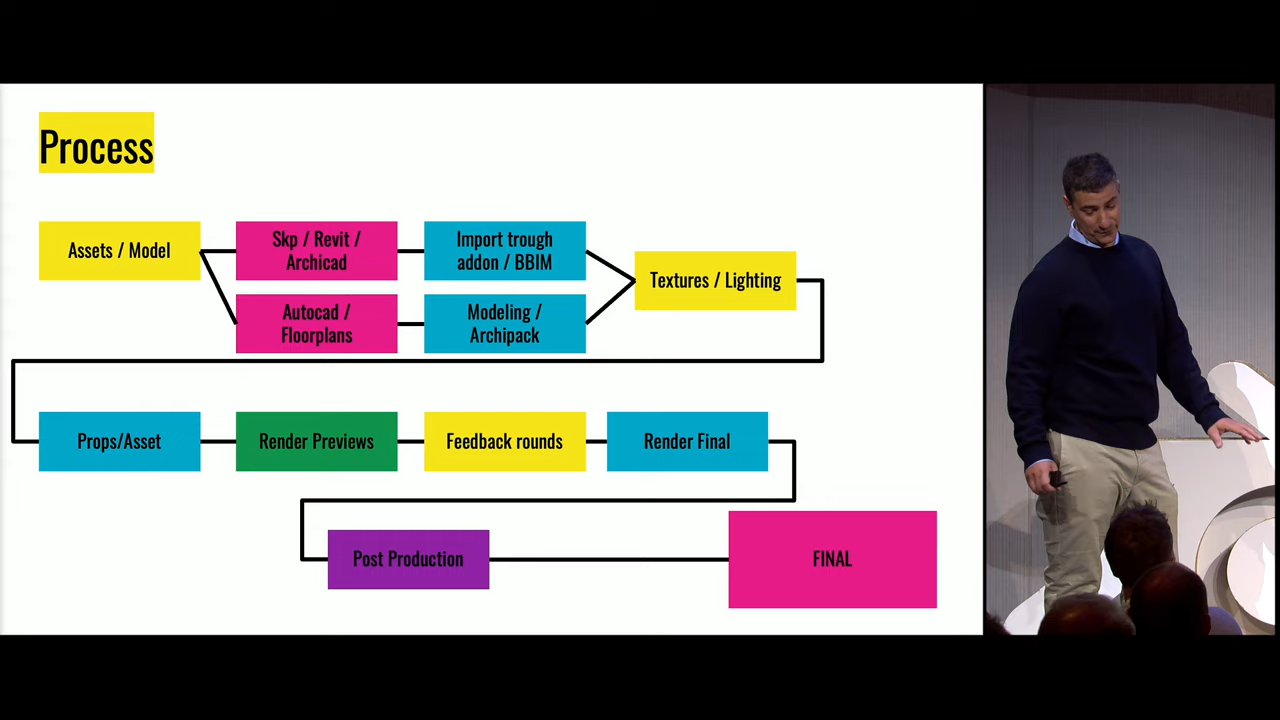 Process
Assets / Model
Skp / Revit /
Archicad
Import trough
addon / BBIM
Autocad /
Floorplans
Modeling /
Archipack
Textures / Lighting
Props/Asset
Render Previews
Feedback rounds
Render Final
Post Production
FINAL